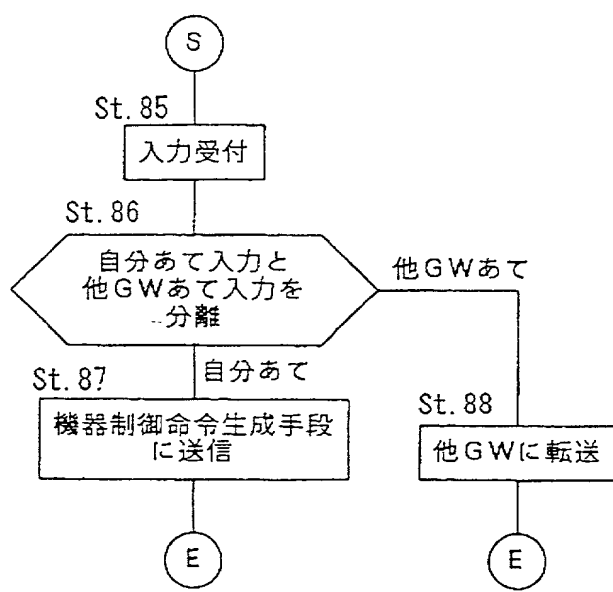 S
St. 85
入力受付
St. 86
自分あて入力と
他GWあて入力を
分離
他GWあて
自分あて
St. 87
機器制御命令生成手段
に送信
St. 88
他GWに転送
E
E